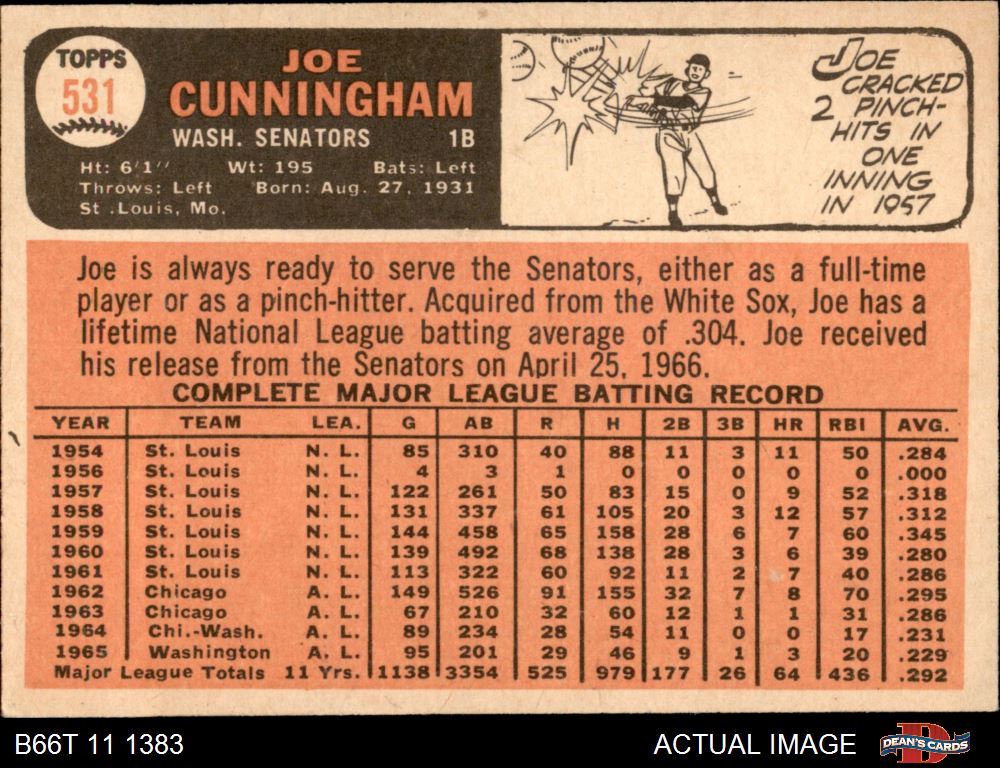 TOPPS
531
JOE
CUNNINGHAM
WASH. SENATORS 1B
Ht: 6'1'' Wt: 195 Bats: Left
Throws: Left Born: Aug. 27, 1931
St .Louis, Mo.
JOE
CRACKED
2 PINCH-
HITS IN
ONE
INNING
IN 1957
Joe is always ready to serve the Senators, either as a full-time
player or as a pinch-hitter. Acquired from the White Sox, Joe has a
lifetime National League batting average of .304. Joe received
his release from the Senators on April 25, 1966.
COMPLETE MAJOR LEAGUE BATTING RECORD
YEAR TEAM LEA. G AB R H 2B 3B HR RBI AVG.
1954 St. Louis N. L. 85 310 40 88 11 3 11 50 .284
1956 St. Louis N. L. 4 3 1 0 0 0 0 0 .000
1957 St. Louis N. L. 122 261 50 83 15 0 9 52 .318
1958 St. Louis N. L. 131 337 61 105 20 3 12 57 .312
1959 St. Louis N. L. 144 458 65 158 28 6 7 60 .345
1960 St. Louis N. L. 139 492 68 138 28 3 6 39 .280
1961 St. Louis N. L. 113 322 60 92 11 2 7 40 .286
1962 Chicago A. L. 149 526 91 155 32 7 8 70 .295
1963 Chicago A. L. 67 210 32 60 12 1 1 31 .286
1964 Chi.-Wash. A. L. 89 234 28 54 11 0 0 17 .231
1965 Washington A. L. 95 201 29 46 9 1 3 20 .229
Major League Totals 11 Yrs. 1138 3354 525 979 177 26 64 436 .292
B66T 11 1383
ACTUAL IMAGE
DEAN'S CARDS